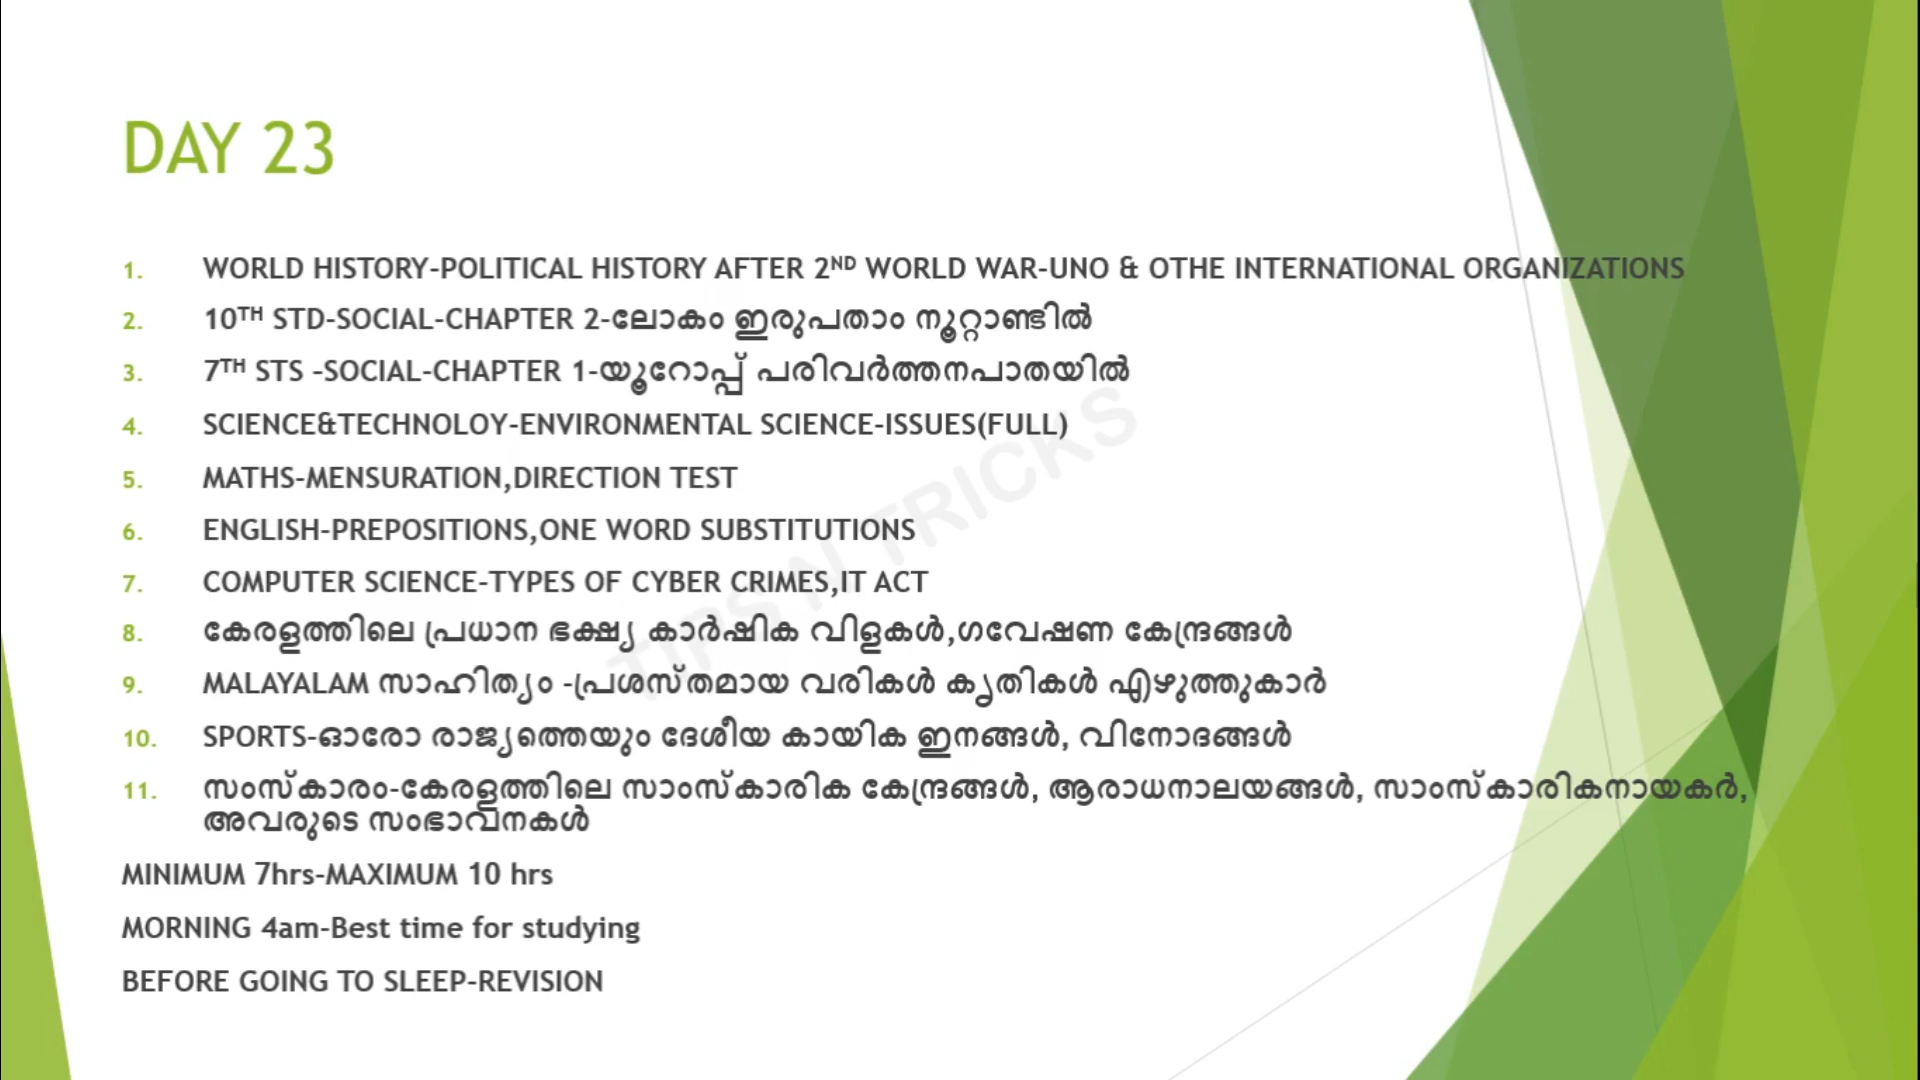 DAY 23
1. WORLD HISTORY-POLITICAL HISTORY AFTER 2ND WORLD WAR-UNO & OTHE INTERNATIONAL ORGANIZATIONS
2. 10TH STD-SOCIAL-CHAPTER 2-ലോകം ഇരുപതാം നൂറ്റാണ്ടിൽ
3. 7TH STS -SOCIAL-CHAPTER 1-യൂറോപ്പ് പരിവർത്തനപാതയിൽ
4. SCIENCE&TECHNOLOY-ENVIRONMENTAL SCIENCE-ISSUES(FULL)
5. MATHS-MENSURATION,DIRECTION TEST
6. ENGLISH-PREPOSITIONS,ONE WORD SUBSTITUTIONS
7. COMPUTER SCIENCE-TYPES OF CYBER CRIMES,IT ACT
8. കേരളത്തിലെ പ്രധാന ഭക്ഷ്യ കാർഷിക വിളകൾ,ഗവേഷണ കേന്ദ്രങ്ങൾ
9. MALAYALAM സാഹിത്യം -പ്രശസ്തമായ വരികൾ കൃതികൾ എഴുത്തുകാർ
10. SPORTS-ഓരോ രാജ്യത്തെയും ദേശീയ കായിക ഇനങ്ങൾ, വിനോദങ്ങൾ
11. സംസ്കാരം-കേരളത്തിലെ സാംസ്കാരിക കേന്ദ്രങ്ങൾ, ആരാധനാലയങ്ങൾ, സാംസ്കാരികനായകർ,
അവരുടെ സംഭാവനകൾ
MINIMUM 7hrs-MAXIMUM 10 hrs
MORNING 4am-Best time for studying
BEFORE GOING TO SLEEP-REVISION
TIPS N TRICKS